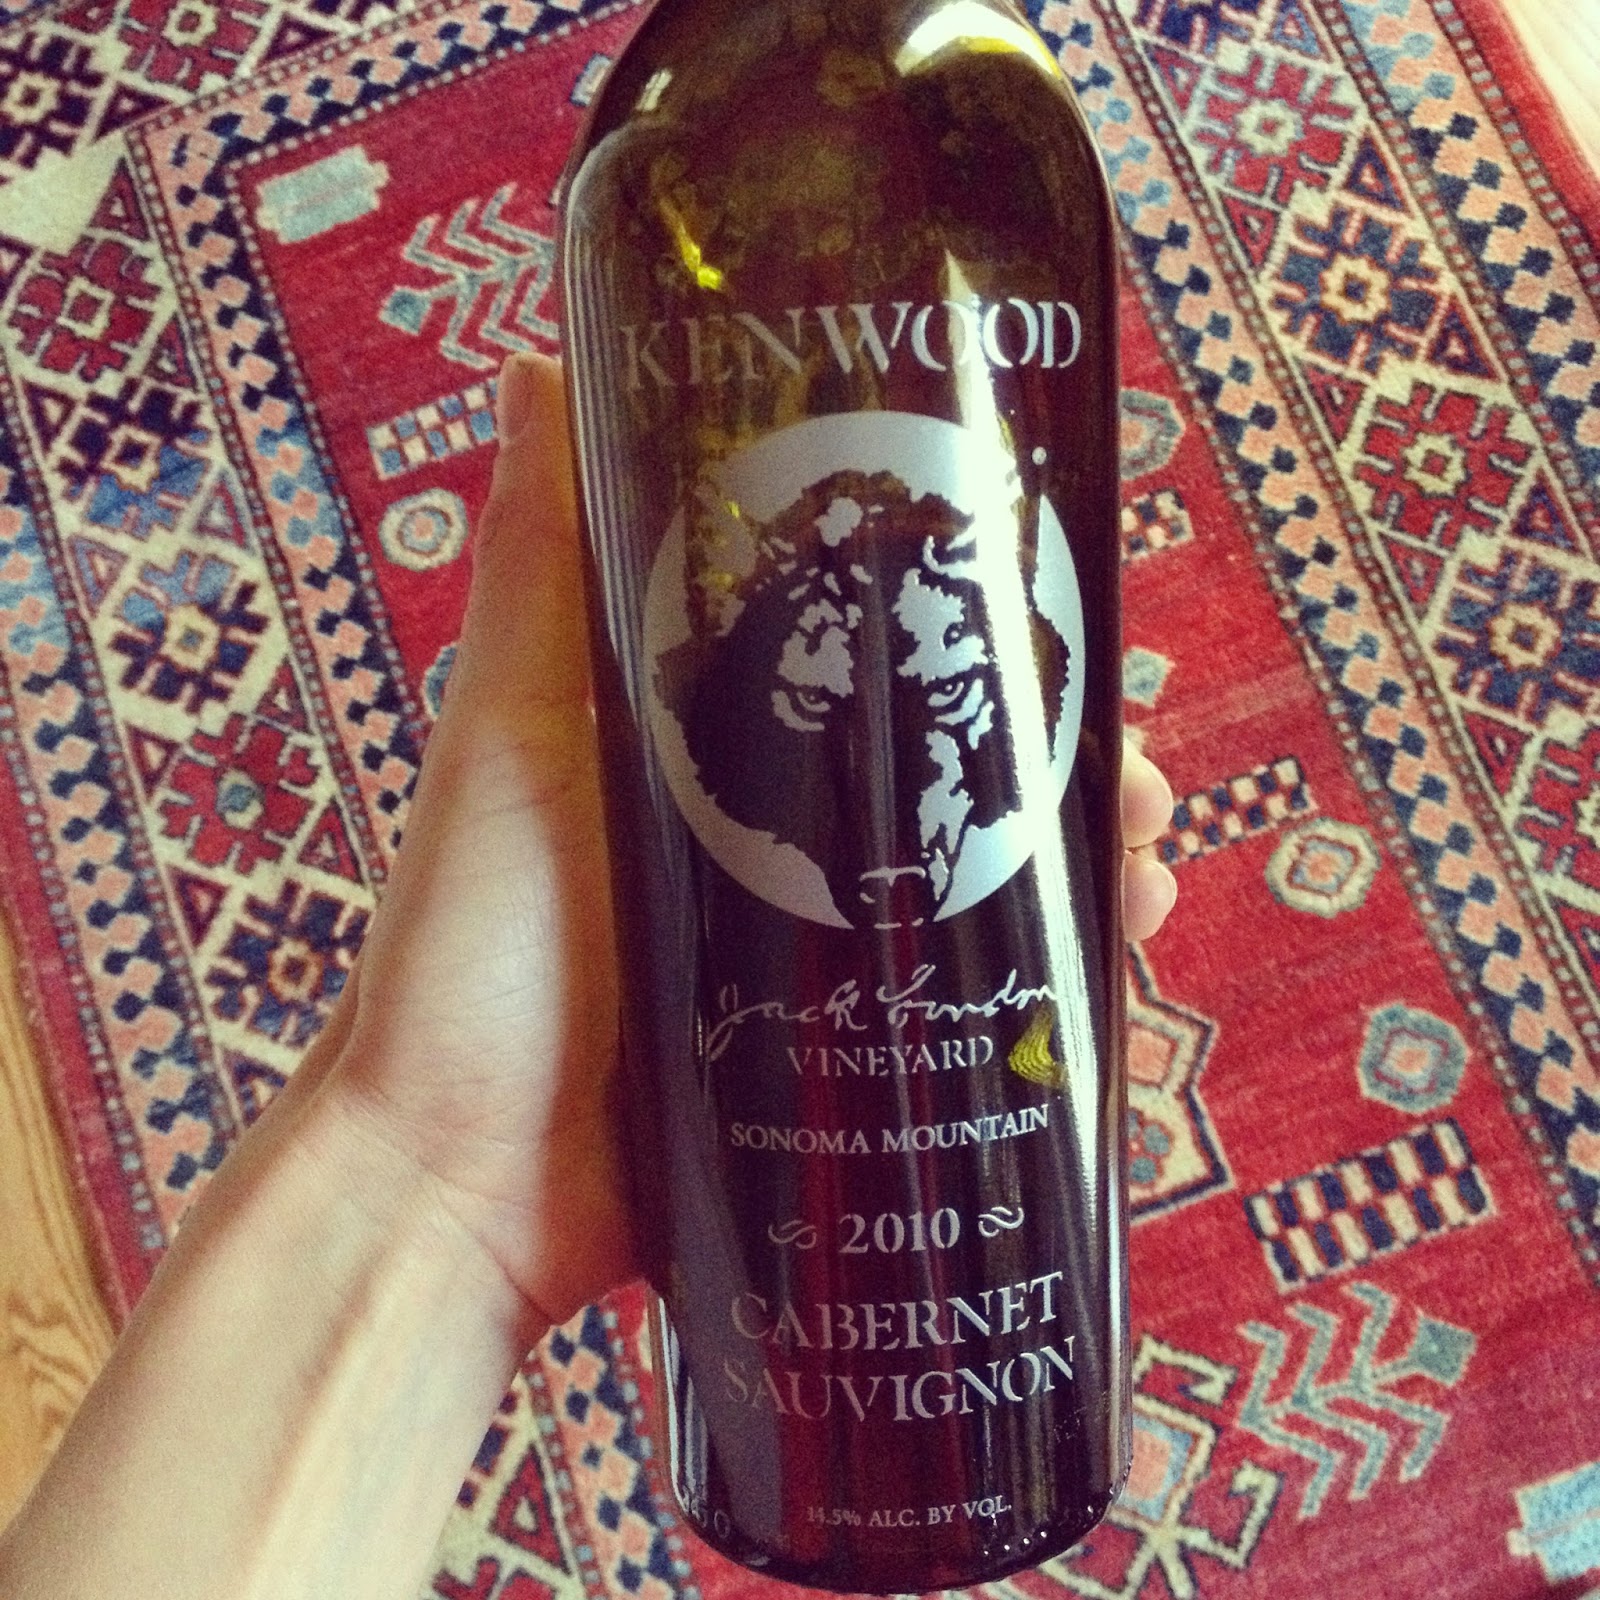 KENWOOD
Jack London
VINEYARD
SONOMA MOUNTAIN
2010
CABERNET
SAUVIGNON
14.5% ALC. BY VOL.